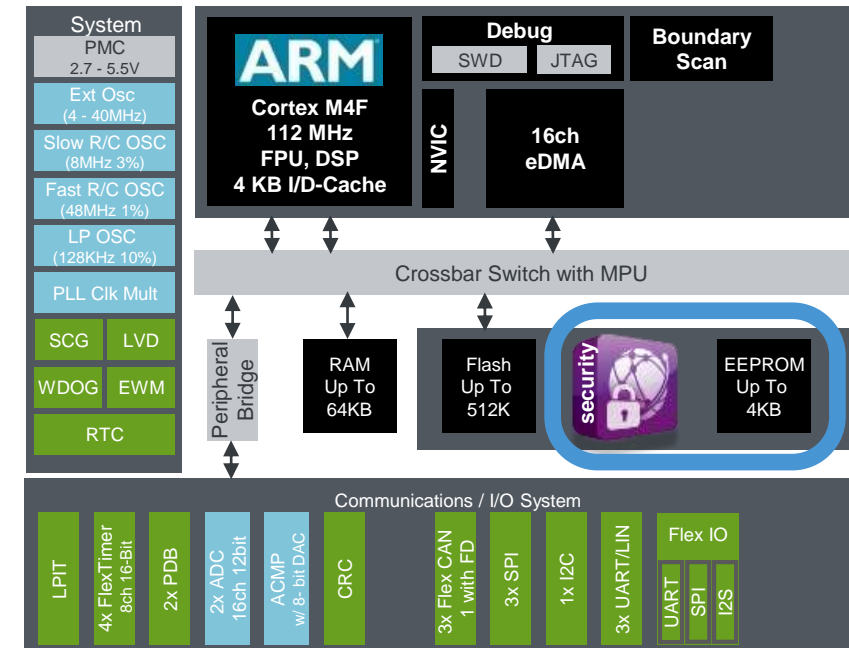 System
PMC
2.7 - 5.5V
Ext Osc
(4 - 40MHz)
Slow R/C OSC
(8MHz 3%)
Fast R/C OSC
(48MHz 1%)
LP OSC
(128KHz 10%)
PLL Clk Mult
SCG
LVD
WDOG
EWM
RTC
ARM
Cortex M4F
112 MHz
FPU, DSP
4 KB I/D-Cache
Debug
SWD
JTAG
Boundary
Scan
NVIC
16ch
eDMA
Crossbar Switch with MPU
Peripheral
Bridge
RAM
Up To
64KB
Flash
Up To
512K
security
EEPROM
Up To
4KB
Communications / I/O System
LPIT
4x FlexTimer
8ch 16-Bit
2x PDB
2x ADC
16ch 12bit
ACMP
w/ 8- bit DAC
CRC
3x Flex CAN
1 with FD
3x SPI
1x I2C
3x UART/LIN
Flex IO
UART
SPI
I2S